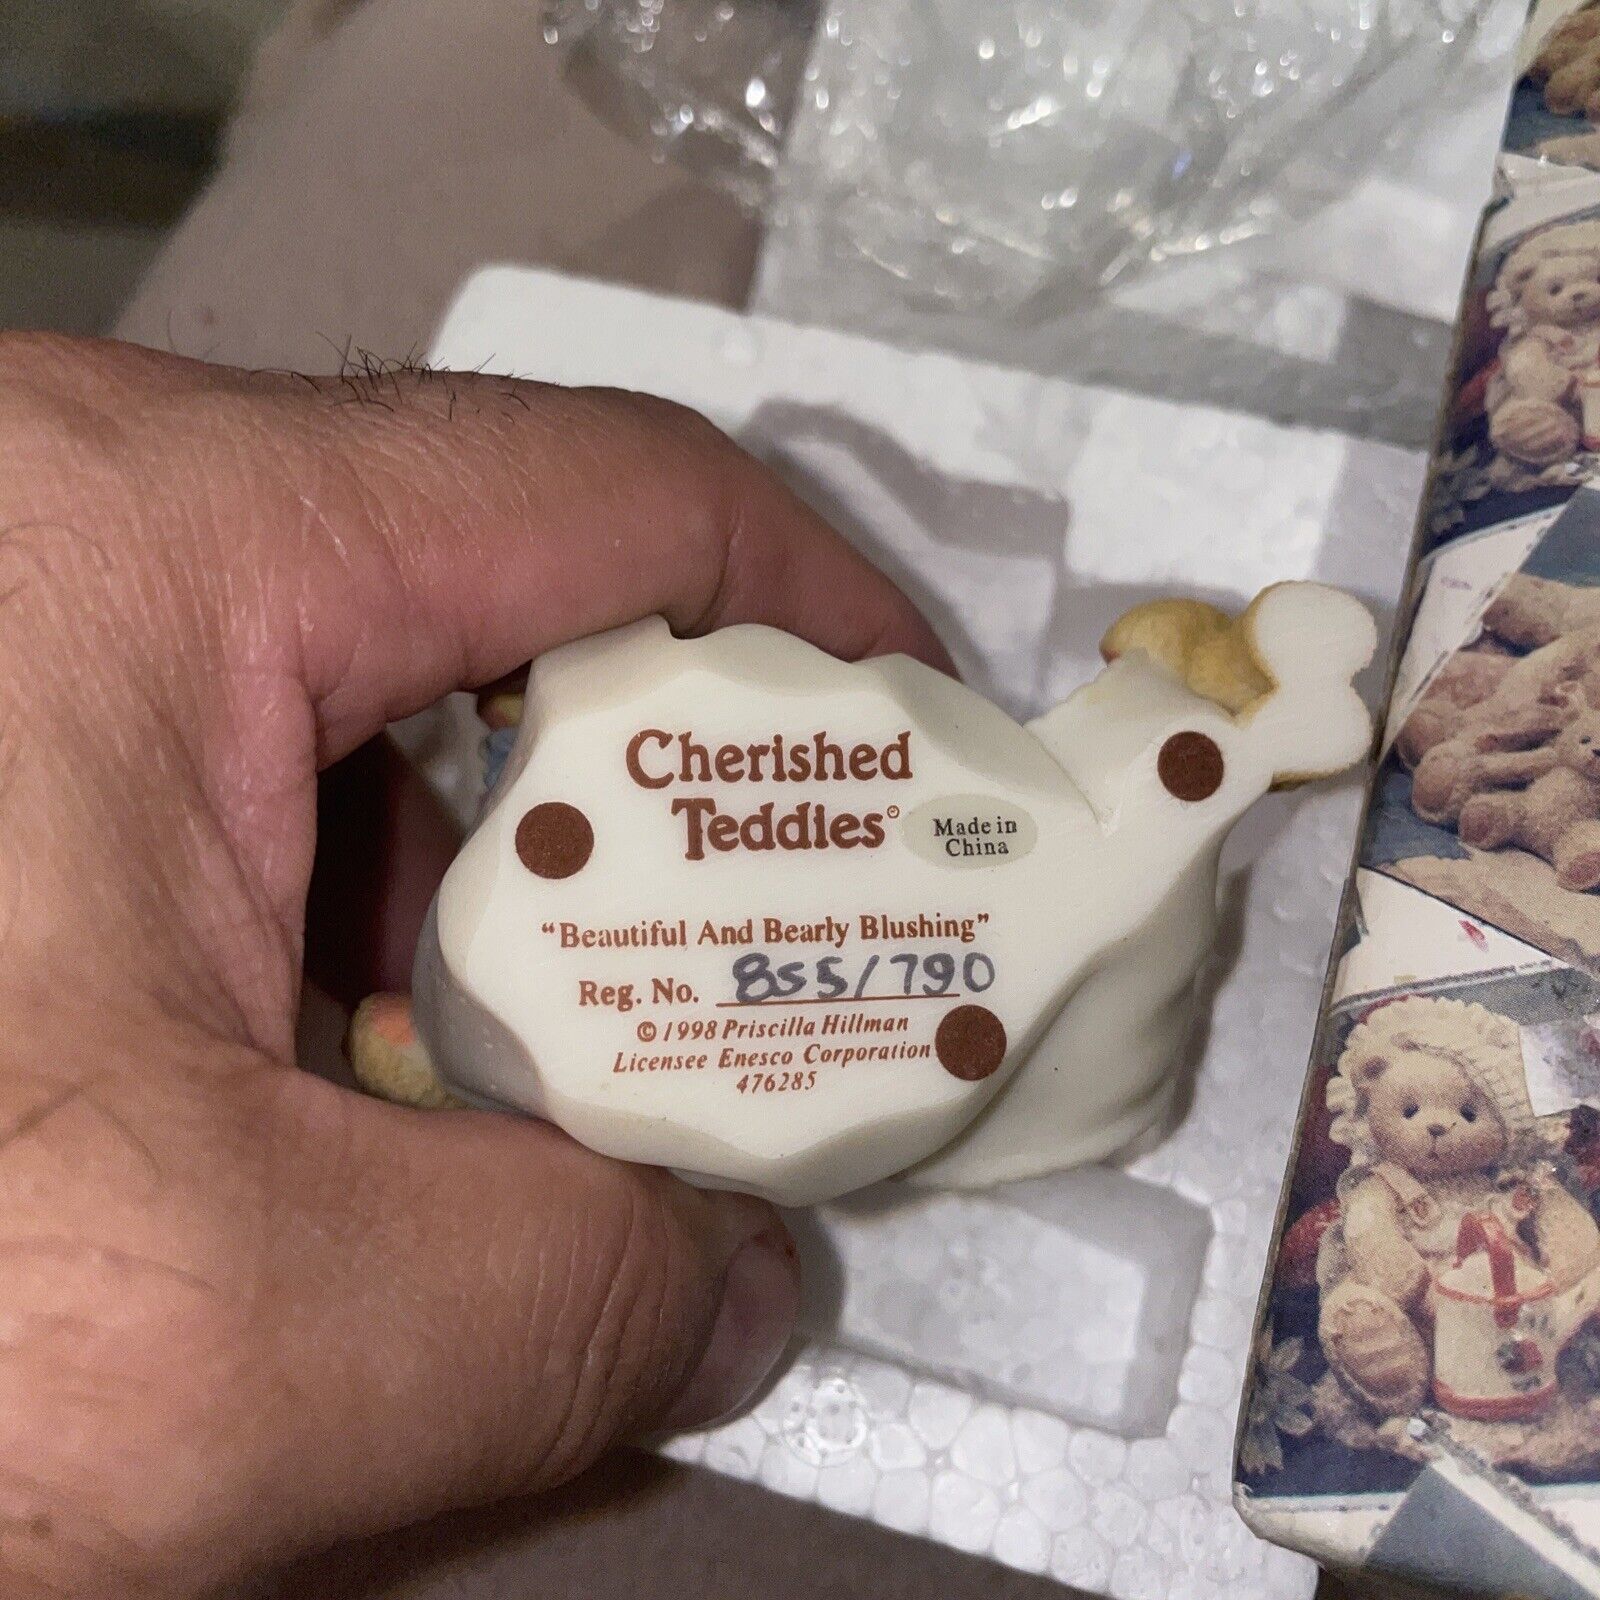 Cherished
Teddies®
Made in
China
“Beautiful And Bearly Blushing”
Reg. No. 855/790
© 1998 Priscilla Hillman
Licensee Enesco Corporation
476285